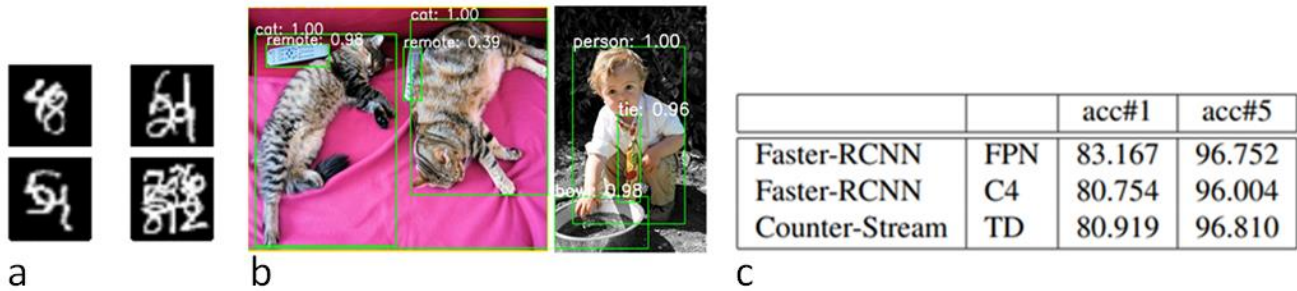 cat: 1.00
cat: 1.00
remote: 0.98
remote: 0.39
person: 1.00
tie: 0.96
0.98
acc#1 acc#5
Faster-RCNN FPN 83.167 96.752
Faster-RCNN C4 80.754 96.004
Counter-Stream TD 80.919 96.810
a
b
c